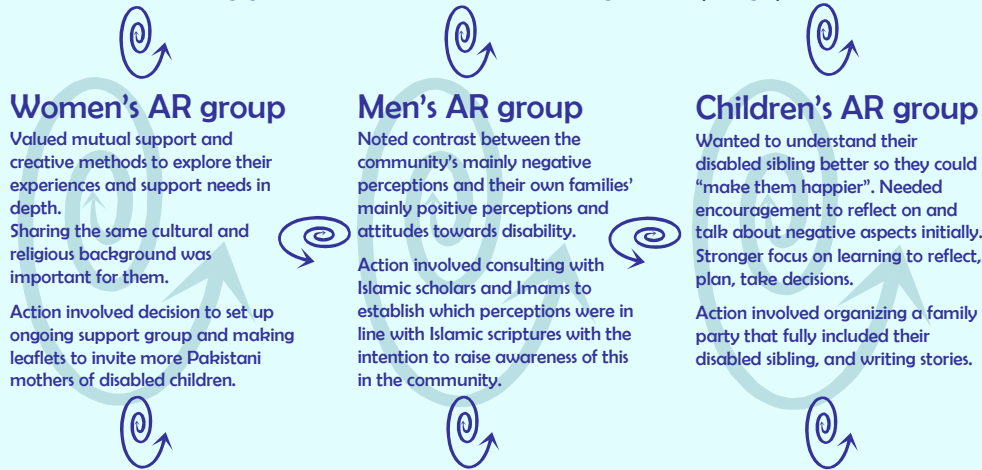 Women's AR group
Valued mutual support and
creative methods to explore their
experiences and support needs in
depth.
Sharing the same cultural and
religious background was
important for them.
Action involved decision to set up
ongoing support group and making
leaflets to invite more Pakistani
mothers of disabled children.
Men's AR group
Noted contrast between the
community's mainly negative
perceptions and their own families'
mainly positive perceptions and
attitudes towards disability.
Action involved consulting with
Islamic scholars and Imams to
establish which perceptions were in
line with Islamic scriptures with the
intention to raise awareness of this
in the community.
Children's AR group
Wanted to understand their
disabled sibling better so they could
“make them happier”. Needed
encouragement to reflect on and
talk about negative aspects initially.
Stronger focus on learning to reflect,
plan, take decisions.
Action involved organizing a family
party that fully included their
disabled sibling, and writing stories.